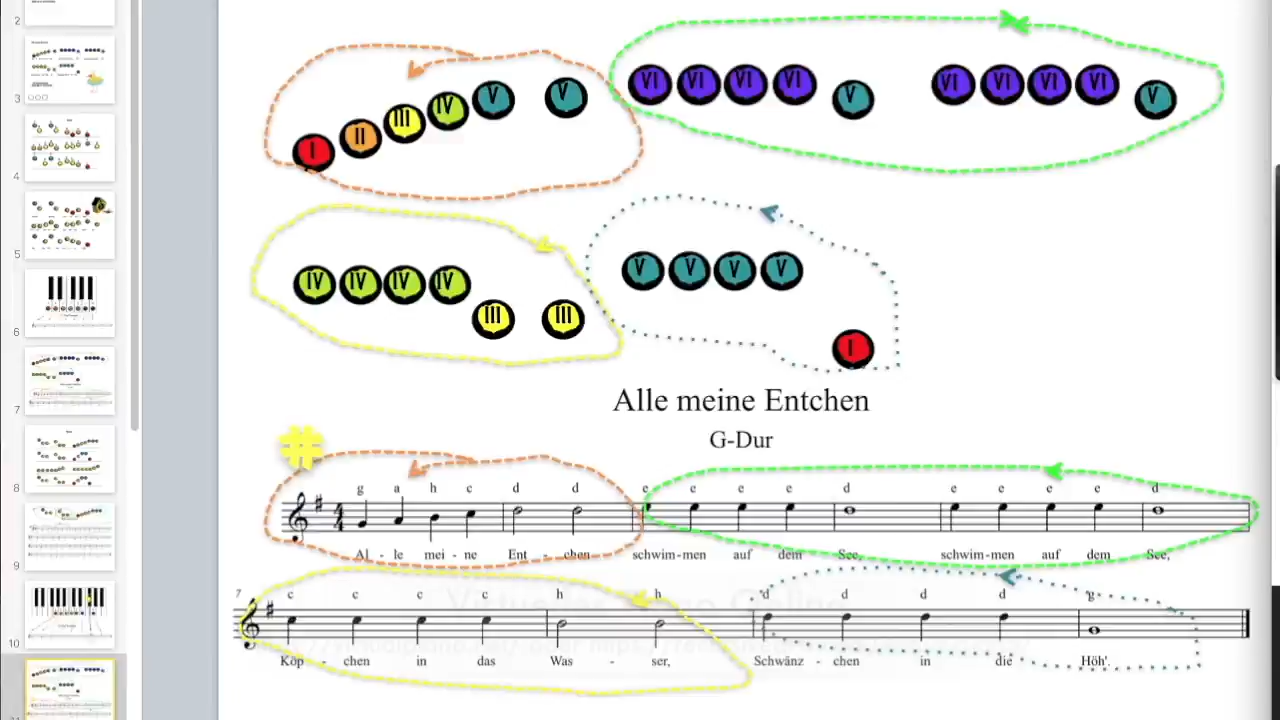 I II III IV V V VI VI VI VI V VI VI VI VI V
IV IV IV IV III III V V V V I
Alle meine Entchen
G-Dur
#
g a h c d d e e e e d e e e e d
Al - le mei - ne Ent - chen schwim-men auf dem See, schwim-men auf dem See,
7 c c c c h h d d d d g
Köp - chen in das Was - ser, Schwänz - chen in die Höh'.
2
3
4
5
6
7
8
9
10